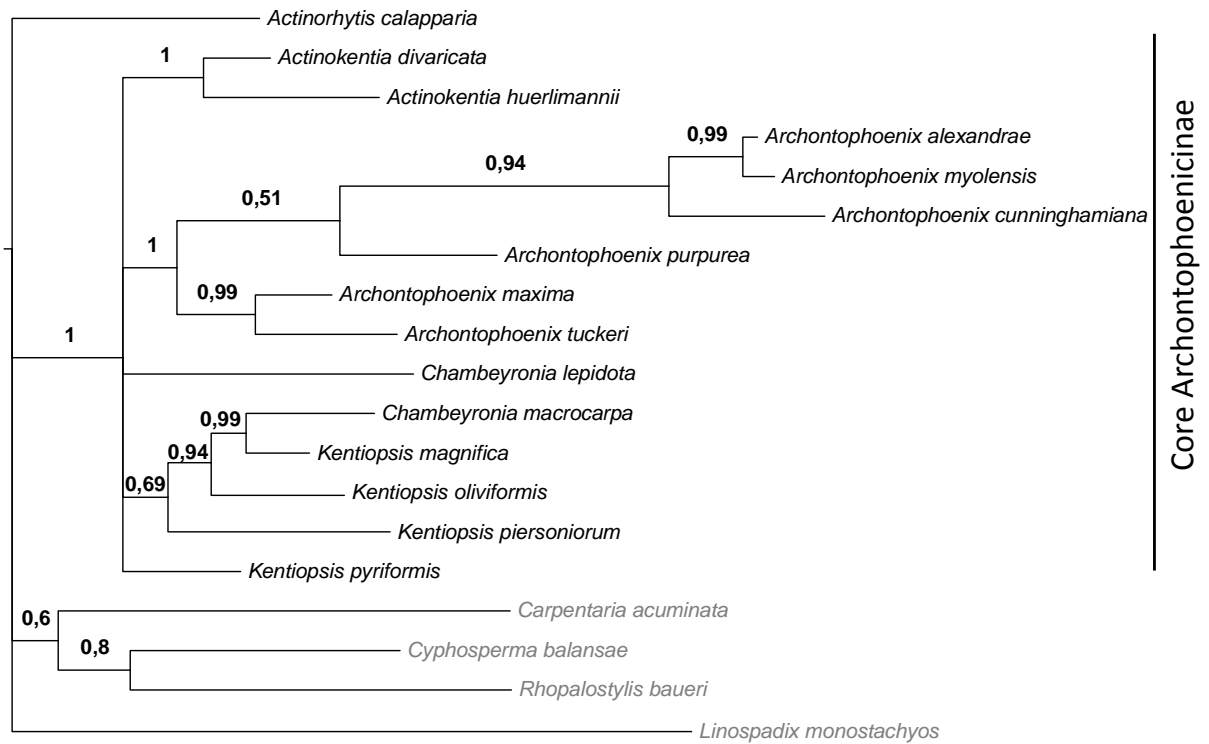 Actinorhytis calapparia
1
Actinokentia divaricata
Actinokentia huerlimannii
0,99
Archontophoenix alexandrae
0,94
Archontophoenix myolensis
0,51
Archontophoenix cunninghamiana
1
Archontophoenix purpurea
0,99
Archontophoenix maxima
1
Archontophoenix tuckeri
Chambeyronia lepidota
0,99
Chambeyronia macrocarpa
0,94
Kentiopsis magnifica
0,69
Kentiopsis oliviformis
Kentiopsis piersoniorum
Kentiopsis pyriformis
Core Archontophoenicinae
0,6
Carpentaria acuminata
0,8
Cyphosperma balansae
Rhopalostylis baueri
Linospadix monostachyos